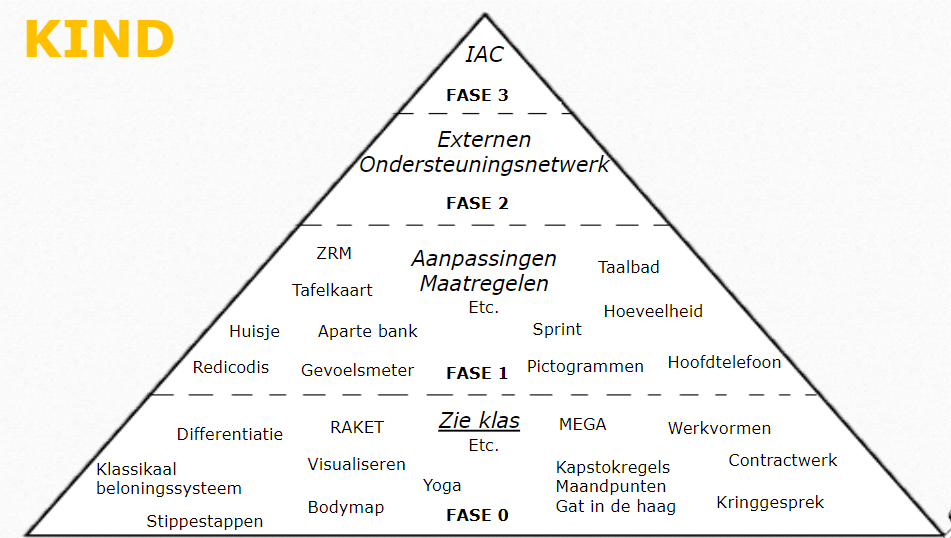 KIND
IAC
FASE 3
Externen
Ondersteuningsnetwerk
FASE 2
ZRM
Aanpassingen
Maatregelen
Etc.
Taalbad
Tafelkaart
Hoeveelheid
Huisje
Aparte bank
Sprint
Redicodis
Gevoelsmeter
FASE 1
Pictogrammen
Hoofdtelefoon
Zie klas
Etc.
Differentiatie
RAKET
MEGA
Werkvormen
Klassikaal
beloningssysteem
Visualiseren
Yoga
Kapstokregels
Maandpunten
Gat in de haag
Contractwerk
Stippestappen
Bodymap
FASE 0
Kringgesprek